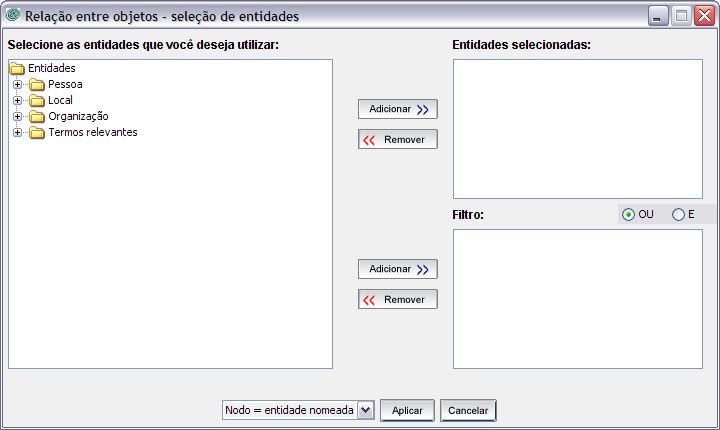 Relação entre objetos - seleção de entidades
Selecione as entidades que você deseja utilizar:
Entidades
Pessoa
Local
Organização
Termos relevantes
Adicionar
Remover
Entidades selecionadas:
Filtro:
OU
E
Adicionar
Remover
Nodo = entidade nomeada
Aplicar
Cancelar